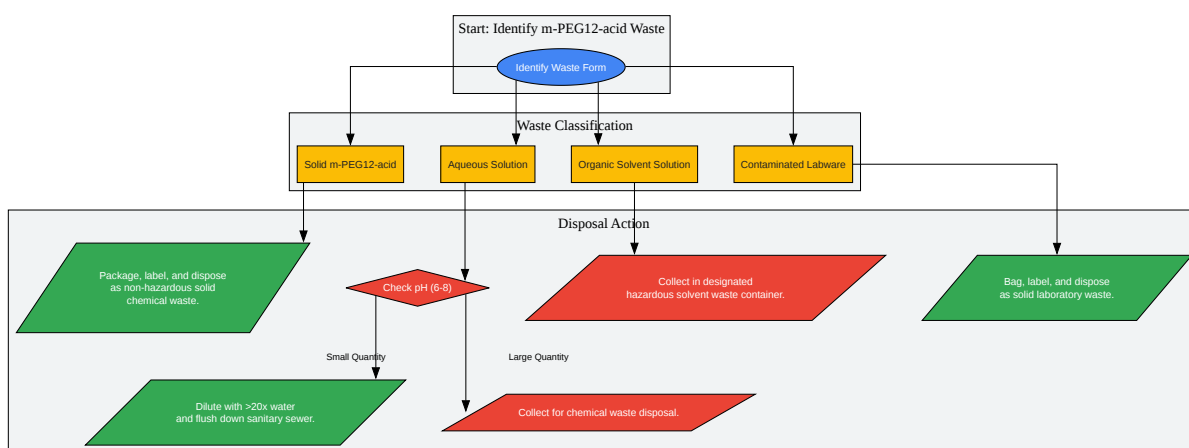 Start: Identify m-PEG12-acid Waste
Identify Waste Form
Waste Classification
Solid m-PEG12-acid
Aqueous Solution
Organic Solvent Solution
Contaminated Labware
Disposal Action
Package, label, and dispose
as non-hazardous solid
chemical waste.
Check pH (6-8)
Collect in designated
hazardous solvent waste container.
Bag, label, and dispose
as solid laboratory waste.
Small Quantity
Large Quantity
Dilute with >20x water
and flush down sanitary sewer.
Collect for chemical waste disposal.